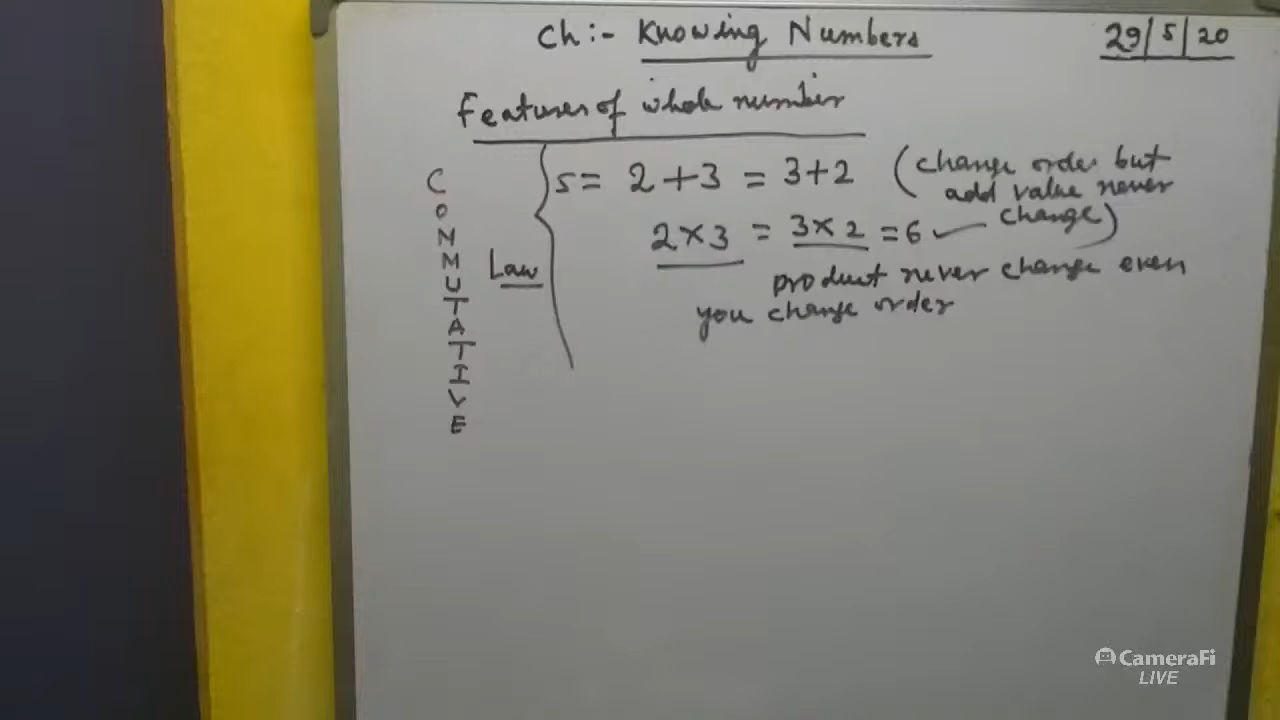 Ch :- Knowing Numbers
29/5/20
Features of whole number
COMMUTATIVE
Law
5 = 2 + 3 = 3 + 2 (change order but
add value never
change)
2 × 3 = 3 × 2 = 6 ✓
product never change even
you change order
CameraFi
LIVE